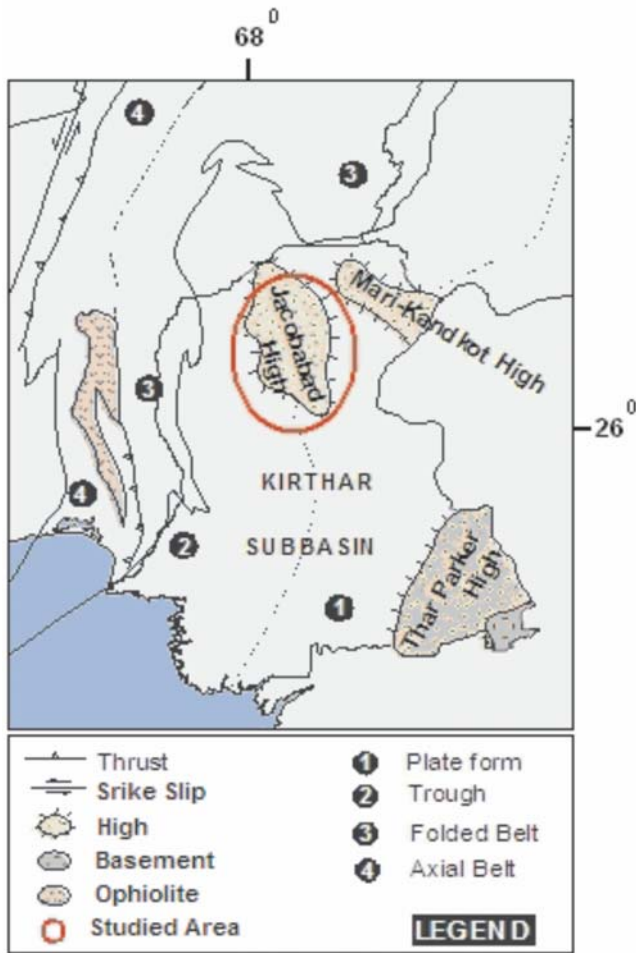 68⁰
4
3
Mari-Kandkot High
Jacobabad
High
3
26⁰
KIRTHAR
4
2
SUBBASIN
Thar Parker
High
1
Thrust
Srike Slip
High
Basement
Ophiolite
Studied Area
1 Plate form
2 Trough
3 Folded Belt
4 Axial Belt
LEGEND